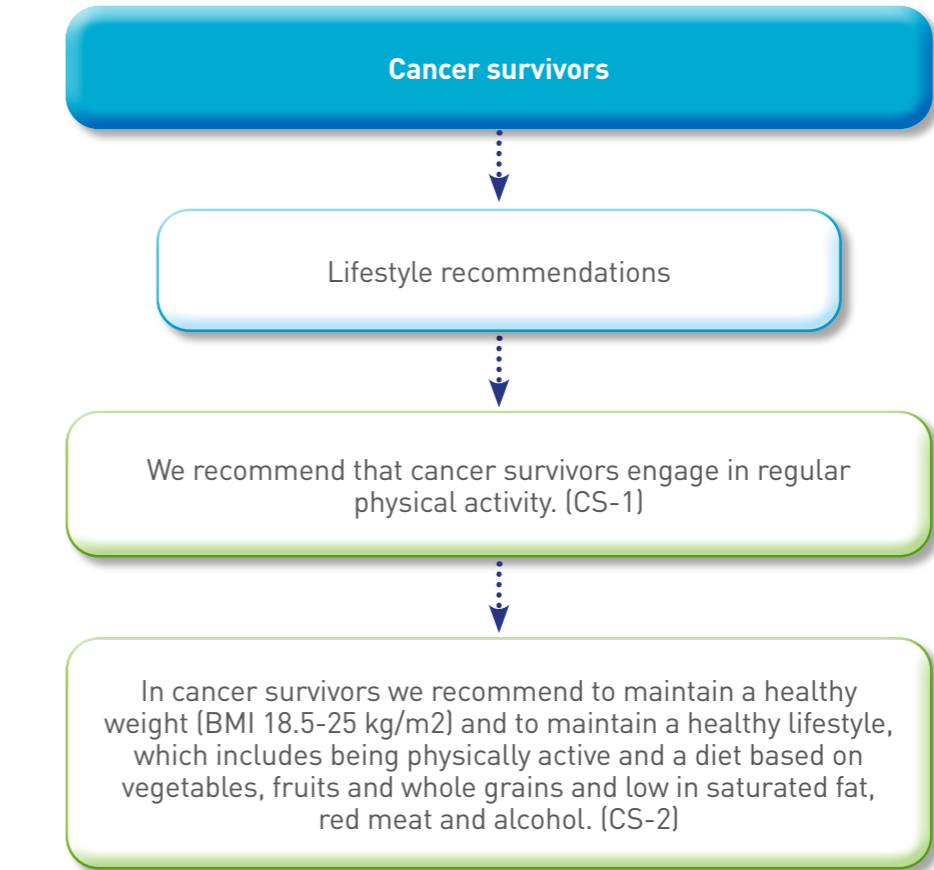 Cancer survivors
Lifestyle recommendations
We recommend that cancer survivors engage in regular
physical activity. (CS-1)
In cancer survivors we recommend to maintain a healthy
weight (BMI 18.5-25 kg/m2) and to maintain a healthy lifestyle,
which includes being physically active and a diet based on
vegetables, fruits and whole grains and low in saturated fat,
red meat and alcohol. (CS-2)